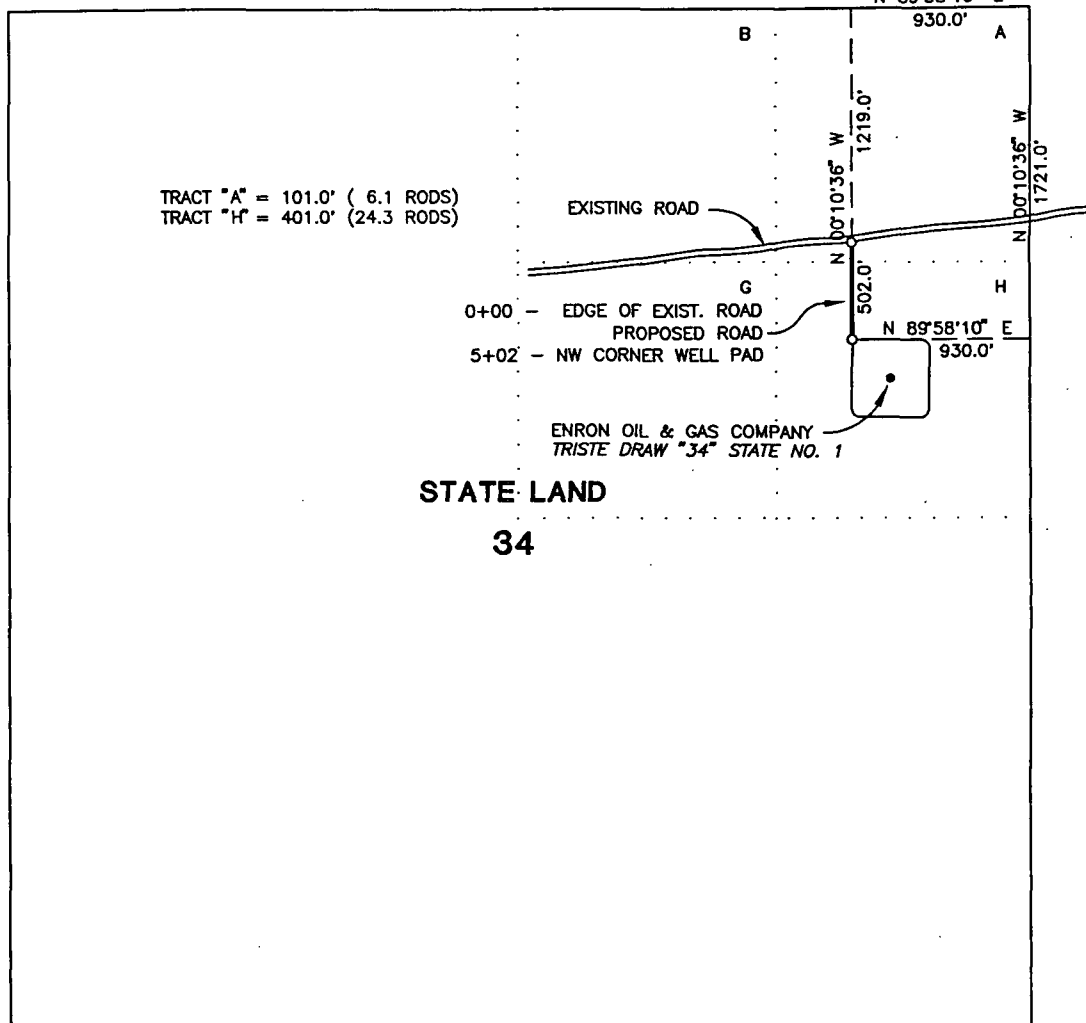 930.0'
B
A
1219.0'
N 00°10'36" W
N 00°10'36" W
1721.0'
TRACT "A" = 101.0' ( 6.1 RODS)
TRACT "H" = 401.0' (24.3 RODS)
EXISTING ROAD
G
H
502.0'
0+00 - EDGE OF EXIST. ROAD
PROPOSED ROAD
5+02 - NW CORNER WELL PAD
N 89°58'10" E
930.0'
ENRON OIL & GAS COMPANY
TRISTE DRAW "34" STATE NO. 1
STATE LAND
34